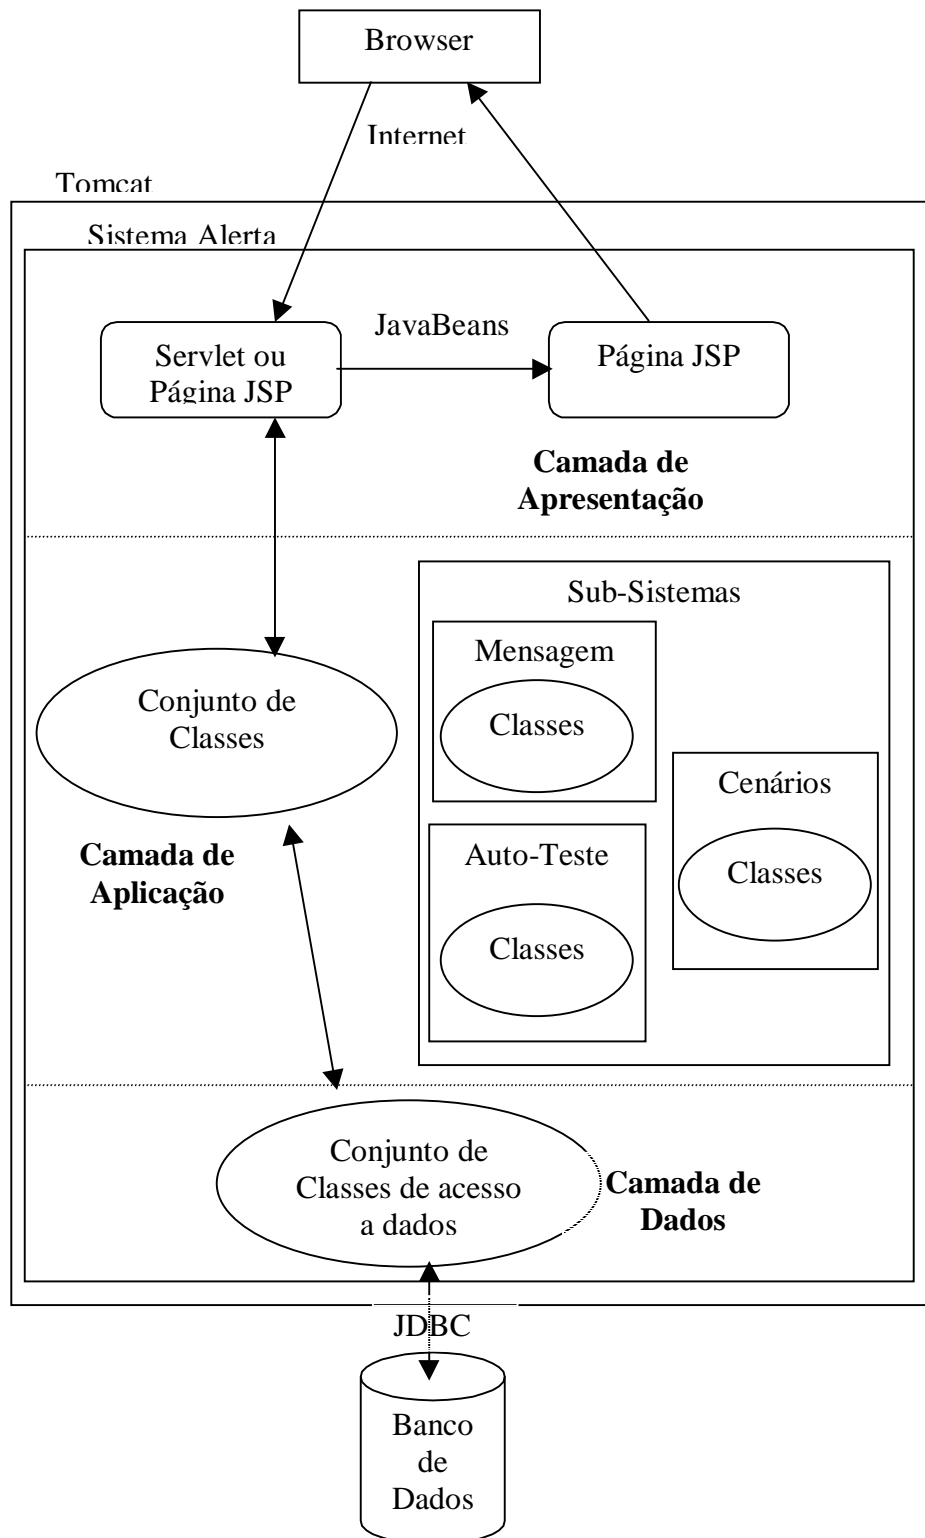 Browser
Internet
Tomcat
Sistema Alerta
JavaBeans
Servlet ou
Página JSP
Página JSP
Camada de
Apresentação
Sub-Sistemas
Mensagem
Classes
Conjunto de
Classes
Cenários
Classes
Camada de
Aplicação
Auto-Teste
Classes
Conjunto de
Classes de acesso
a dados
Camada de
Dados
JDBC
Banco
de
Dados